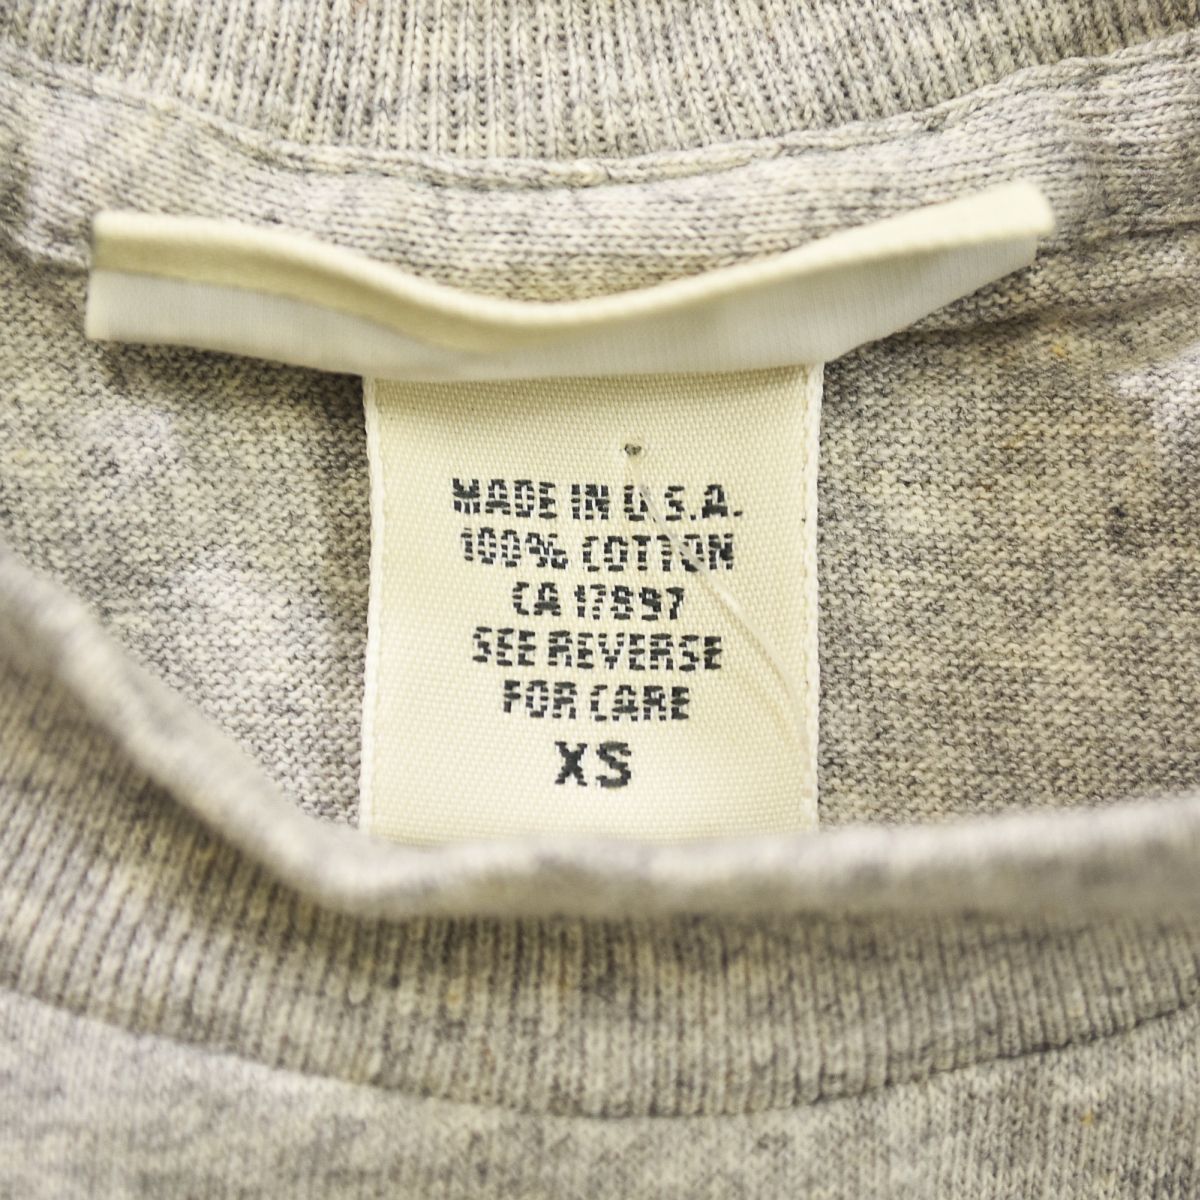 MADE IN U.S.A.
100% COTTON
CA 17897
SEE REVERSE
FOR CARE
XS